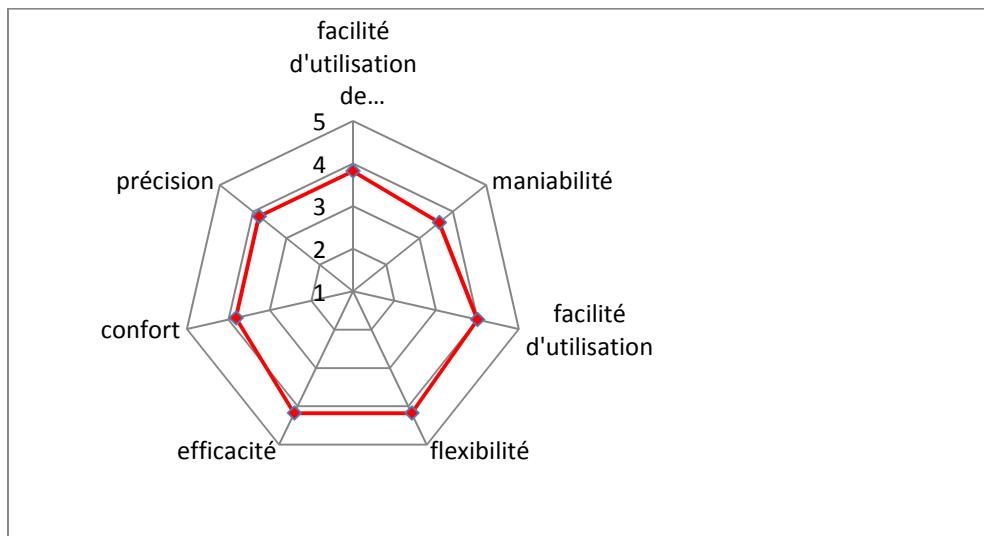 facilité
d'utilisation
de...
5
4
3
2
1
maniabilité
facilité
d'utilisation
flexibilité
efficacité
confort
précision